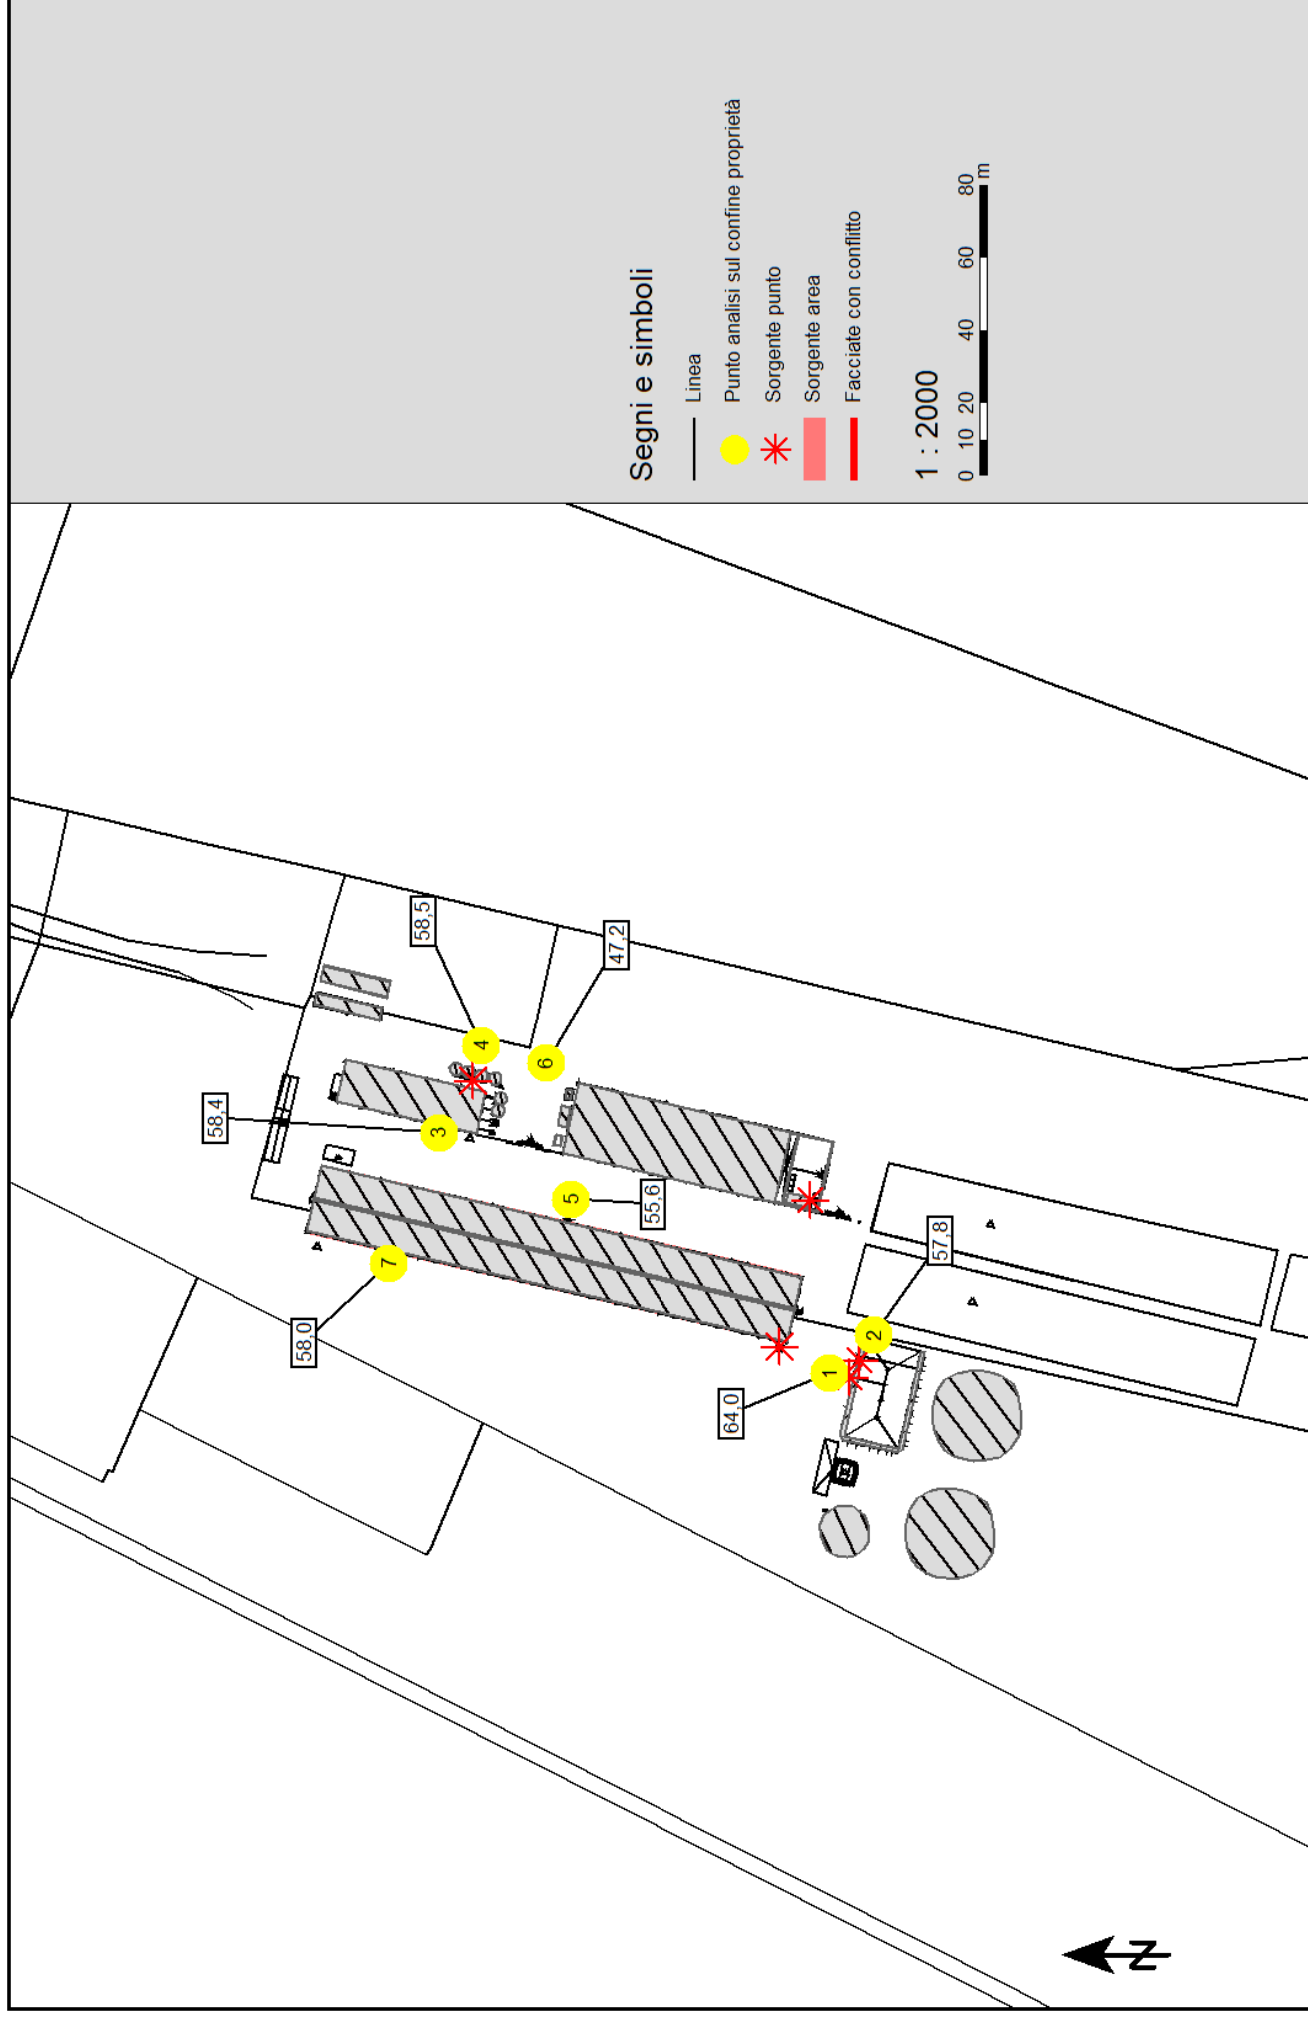 Segni e simboli
Linea
Punto analisi sul confine proprietà
Sorgente punto
Sorgente area
Facciate con conflitto
1 : 2000
0 10 20 40 60 80
m
58,4
3
58,5
4
47,2
6
55,6
5
58,0
7
64,0
1
57,8
2
N